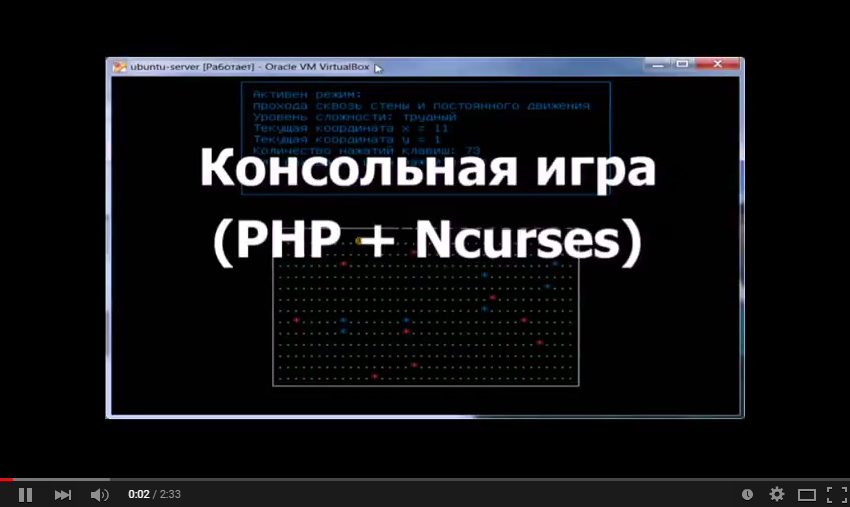 ubuntu-server [Работает] - Oracle VM VirtualBox
Активен режим:
прохода сквозь стены и постоянного движения
Уровень сложности: трудный
Текущая координата x = 11
Текущая координата y = 1
Количество нажатий клавиш: 73
Консольная игра
(PHP + Ncurses)
0:02 / 2:33